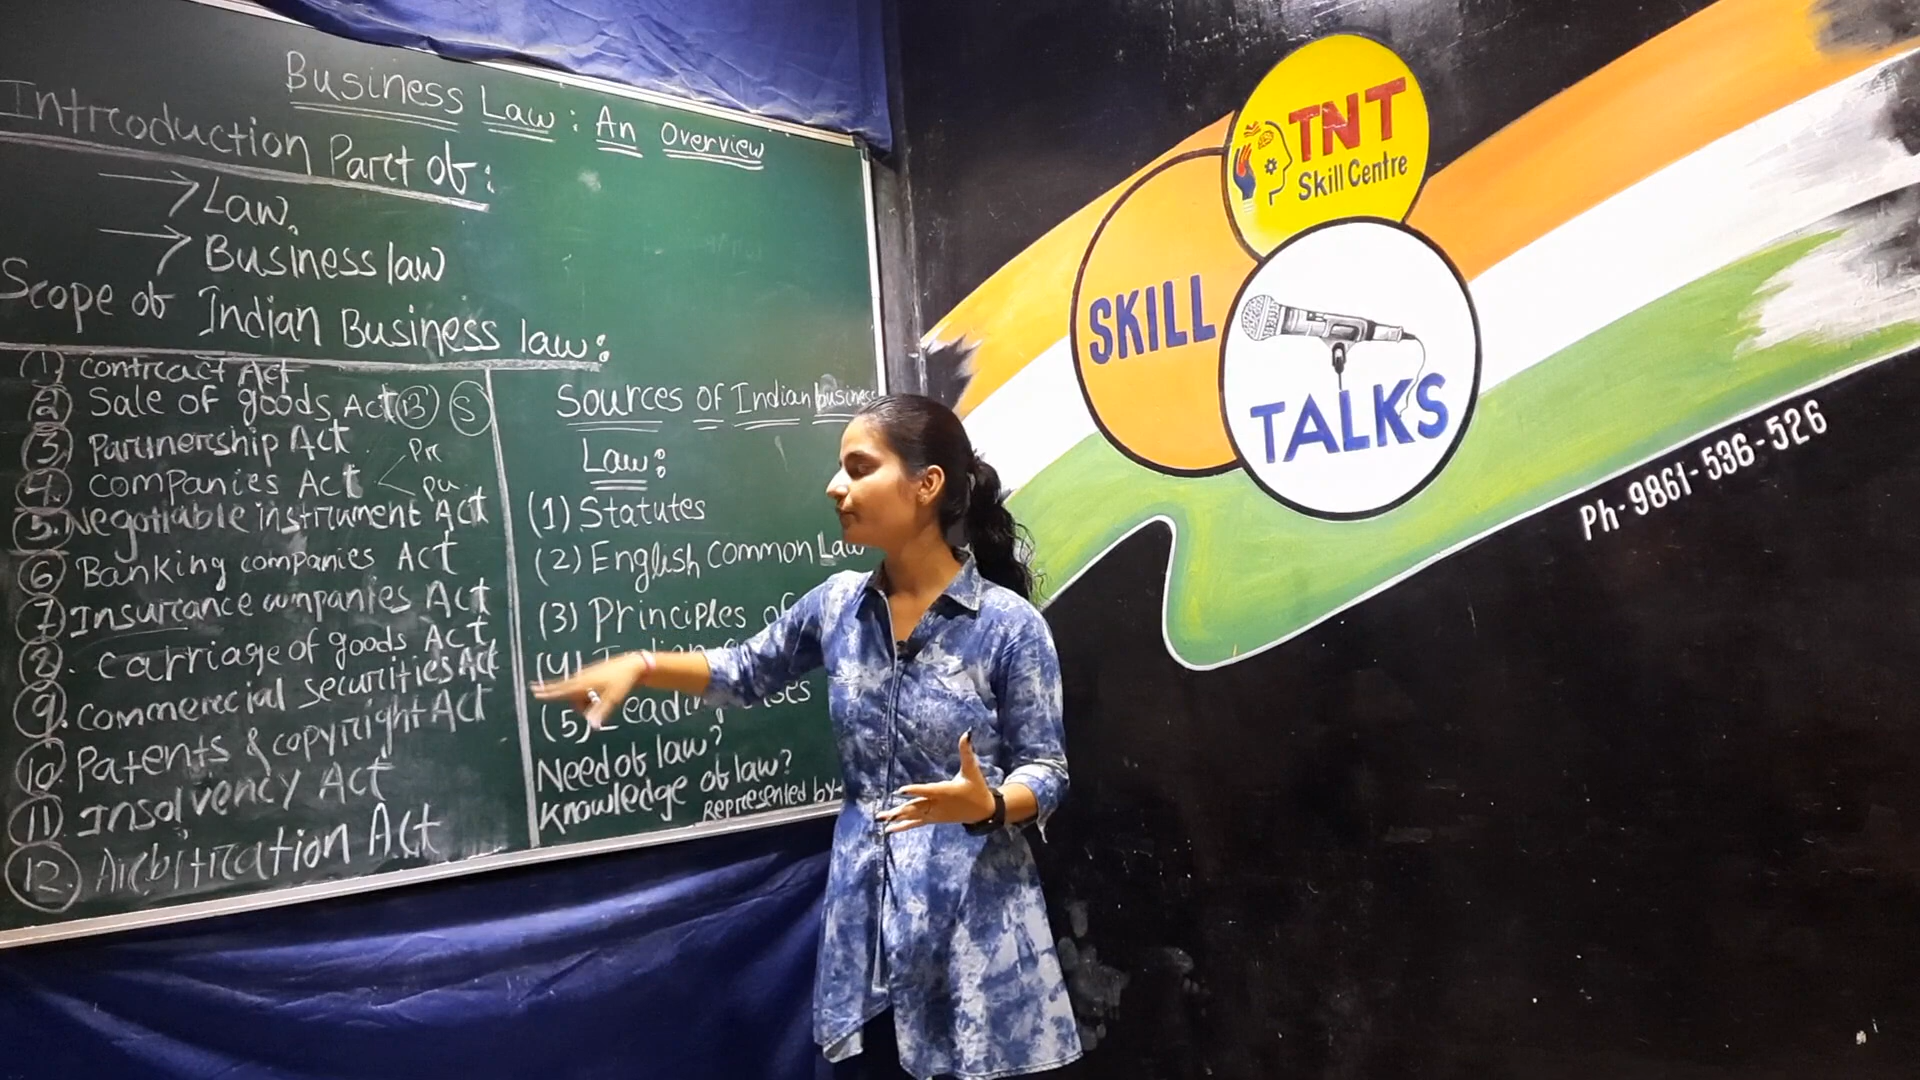 Business Law: An Overview
Introduction Part of:
→ Law,
→ Business law
Scope of Indian Business law:
(1) contract Act
(2) Sale of goods Act (13) (S)
(3) Partnership Act
Pr
(4) companies Act
pu
(5) Negotiable instrument Act
(6) Banking companies Act
(7) Insurance companies Act
(8). Carriage of goods Act
(9). Commercial securities Act
(10). Patents & copyright Act
(11). Insolvency Act
(12.) Arbitration Act
Sources of Indian business
Law:
(1) Statutes
(2) English Common Law
(3) Principles of
(4)
(5) Leading
Need of law?
Knowledge of law?
Represented by-
TNT
Skill Centre
SKILL
TALKS
Ph-9861-536-526